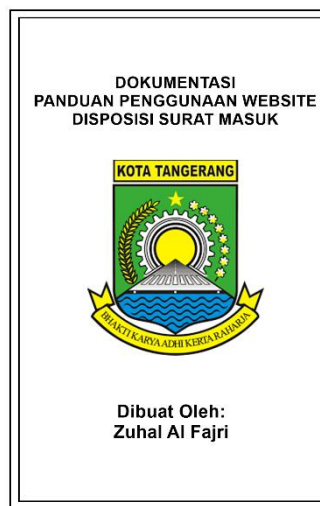 DOKUMENTASI
PANDUAN PENGGUNAAN WEBSITE
DISPOSISI SURAT MASUK
KOTA TANGERANG
BHAKTI KARYA ADHI KERTA RAHARJA
Dibuat Oleh:
Zuhal Al Fajri